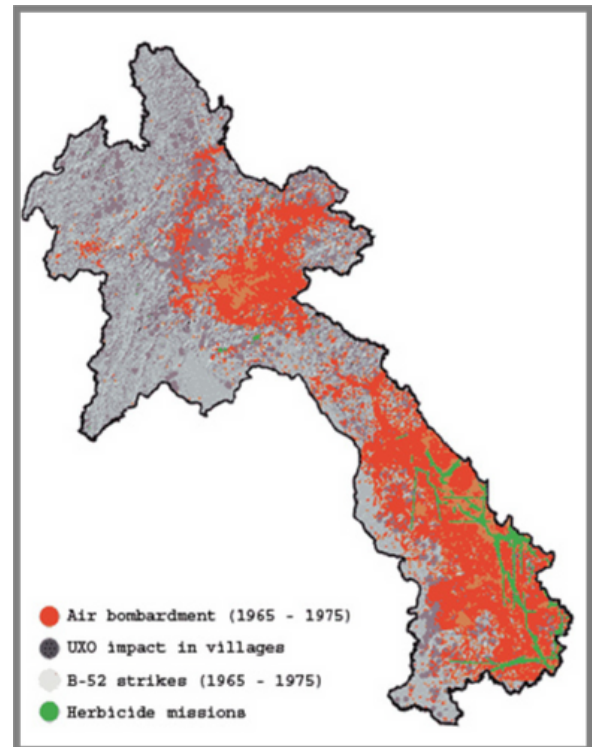 Air bombardment (1965 - 1975)
UXO impact in villages
B-52 strikes (1965 - 1975)
Herbicide missions